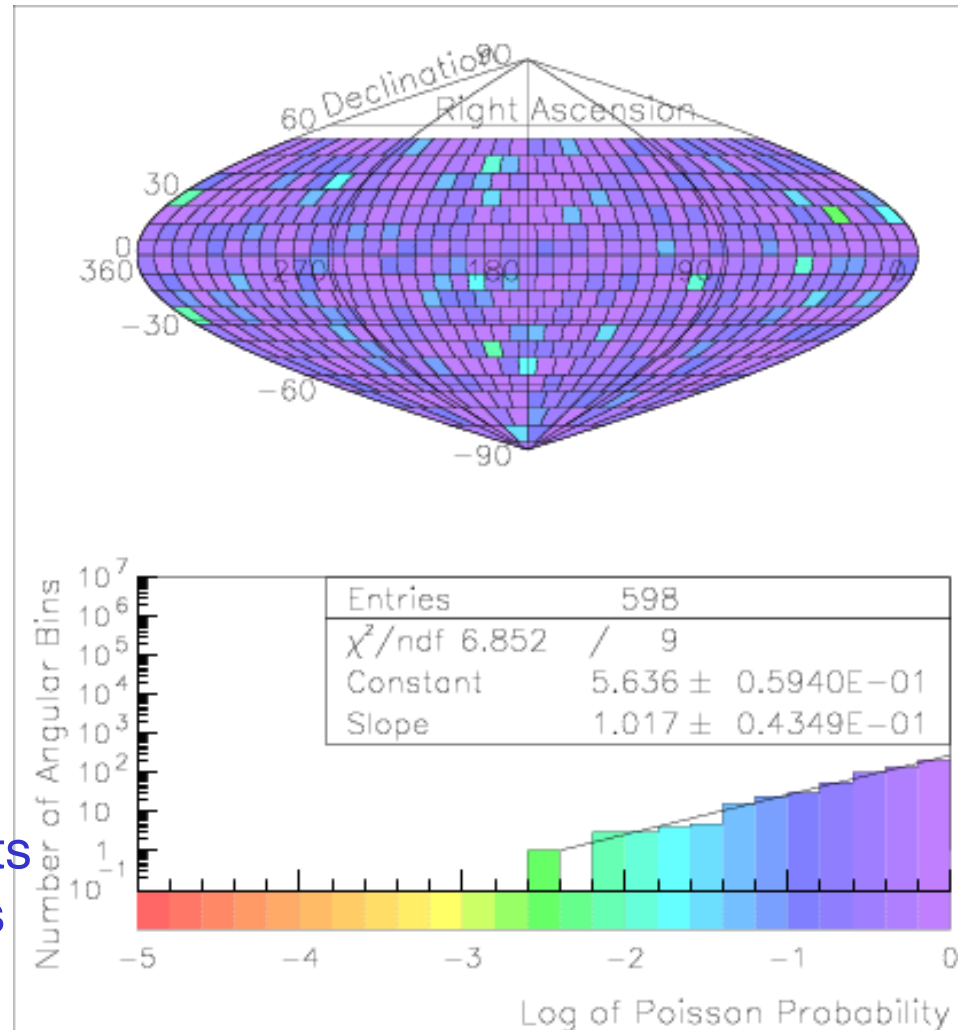 90
Declination
Right Ascension
60
30
0
360 270 180 90 0
-30
-60
-90
Number of Angular Bins
10^7
10^6
10^5
10^4
10^3
10^2
10
1
10^-1
Entries 598
χ²/ndf 6.852 / 9
Constant 5.636 ± 0.5940E-01
Slope 1.017 ± 0.4349E-01
-5 -4 -3 -2 -1 0
Log of Poisson Probability